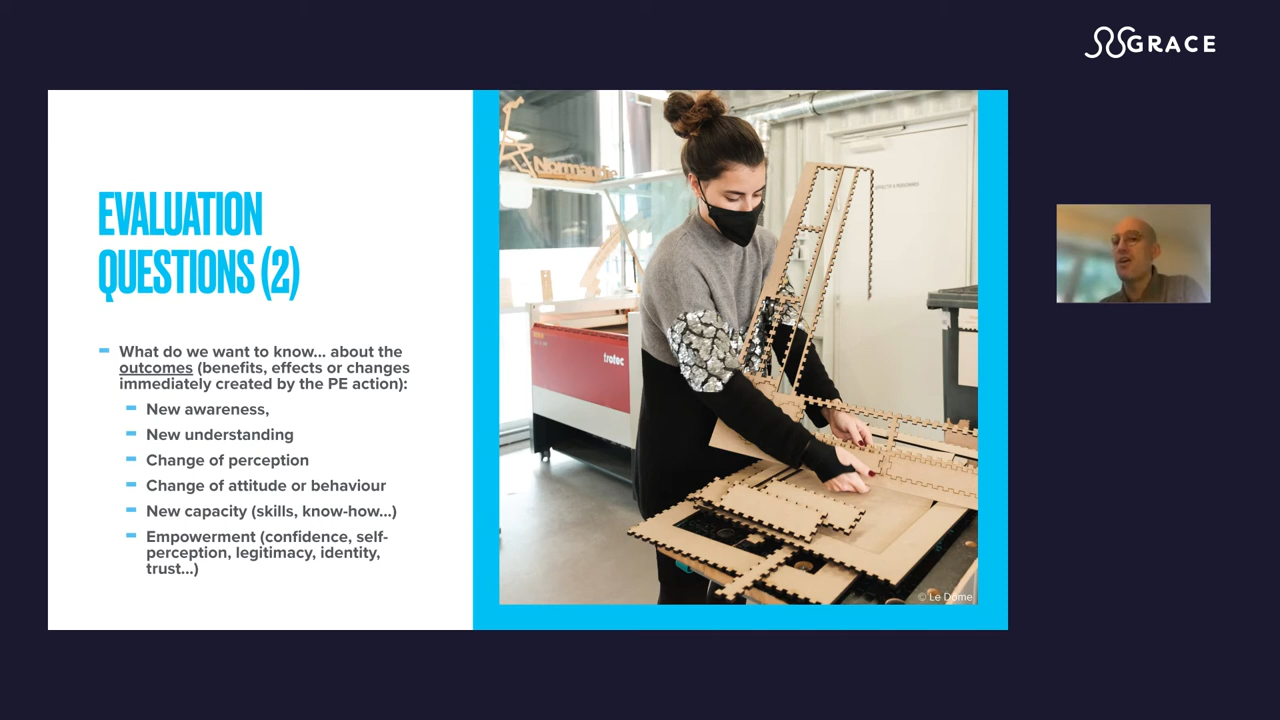 GRACE
EVALUATION
QUESTIONS (2)
What do we want to know... about the
outcomes (benefits, effects or changes
immediately created by the PE action):
New awareness,
New understanding
Change of perception
Change of attitude or behaviour
New capacity (skills, know-how...)
Empowerment (confidence, self-
perception, legitimacy, identity,
trust...)
Normandie
trotec
© Le Dôme